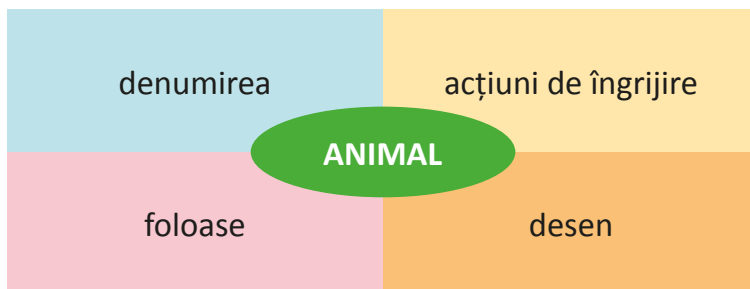 denumirea
acțiuni de îngrijire
ANIMAL
foloase
desen